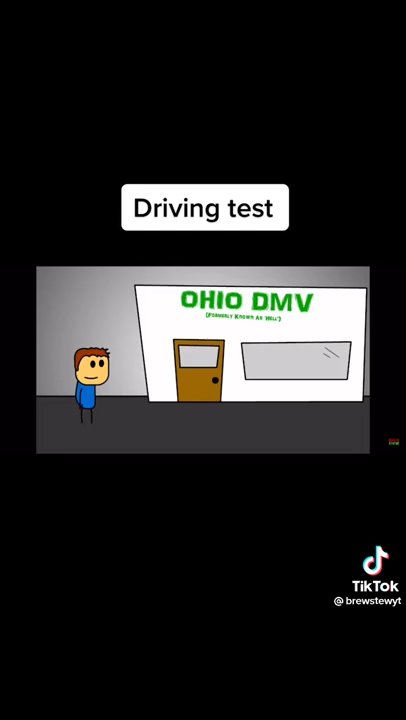 Driving test
OHIO DMV
(Formerly Known as 'Hell')
TikTok
@brewstewyt